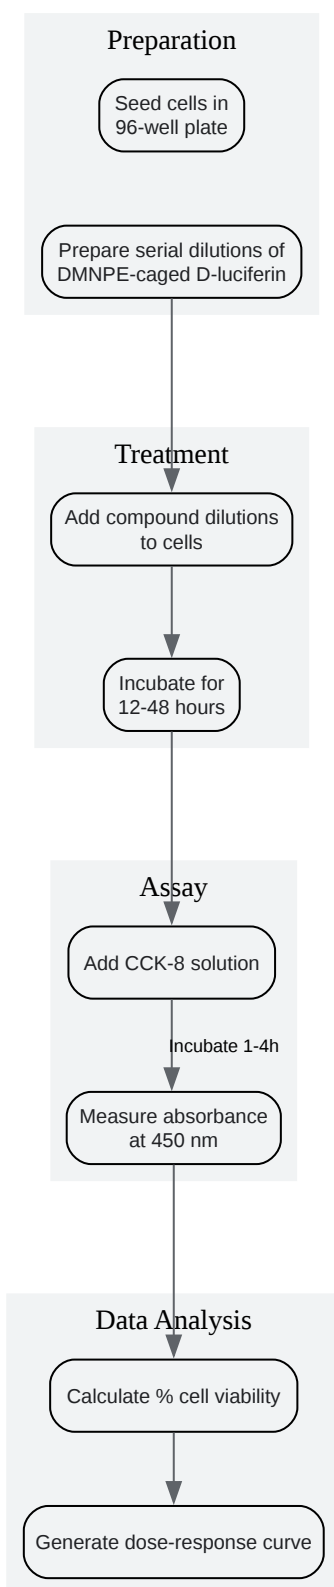 Preparation
Seed cells in
96-well plate
Prepare serial dilutions of
DMNPE-caged D-luciferin
Treatment
Add compound dilutions
to cells
Incubate for
12-48 hours
Assay
Add CCK-8 solution
Incubate 1-4h
Measure absorbance
at 450 nm
Data Analysis
Calculate % cell viability
Generate dose-response curve